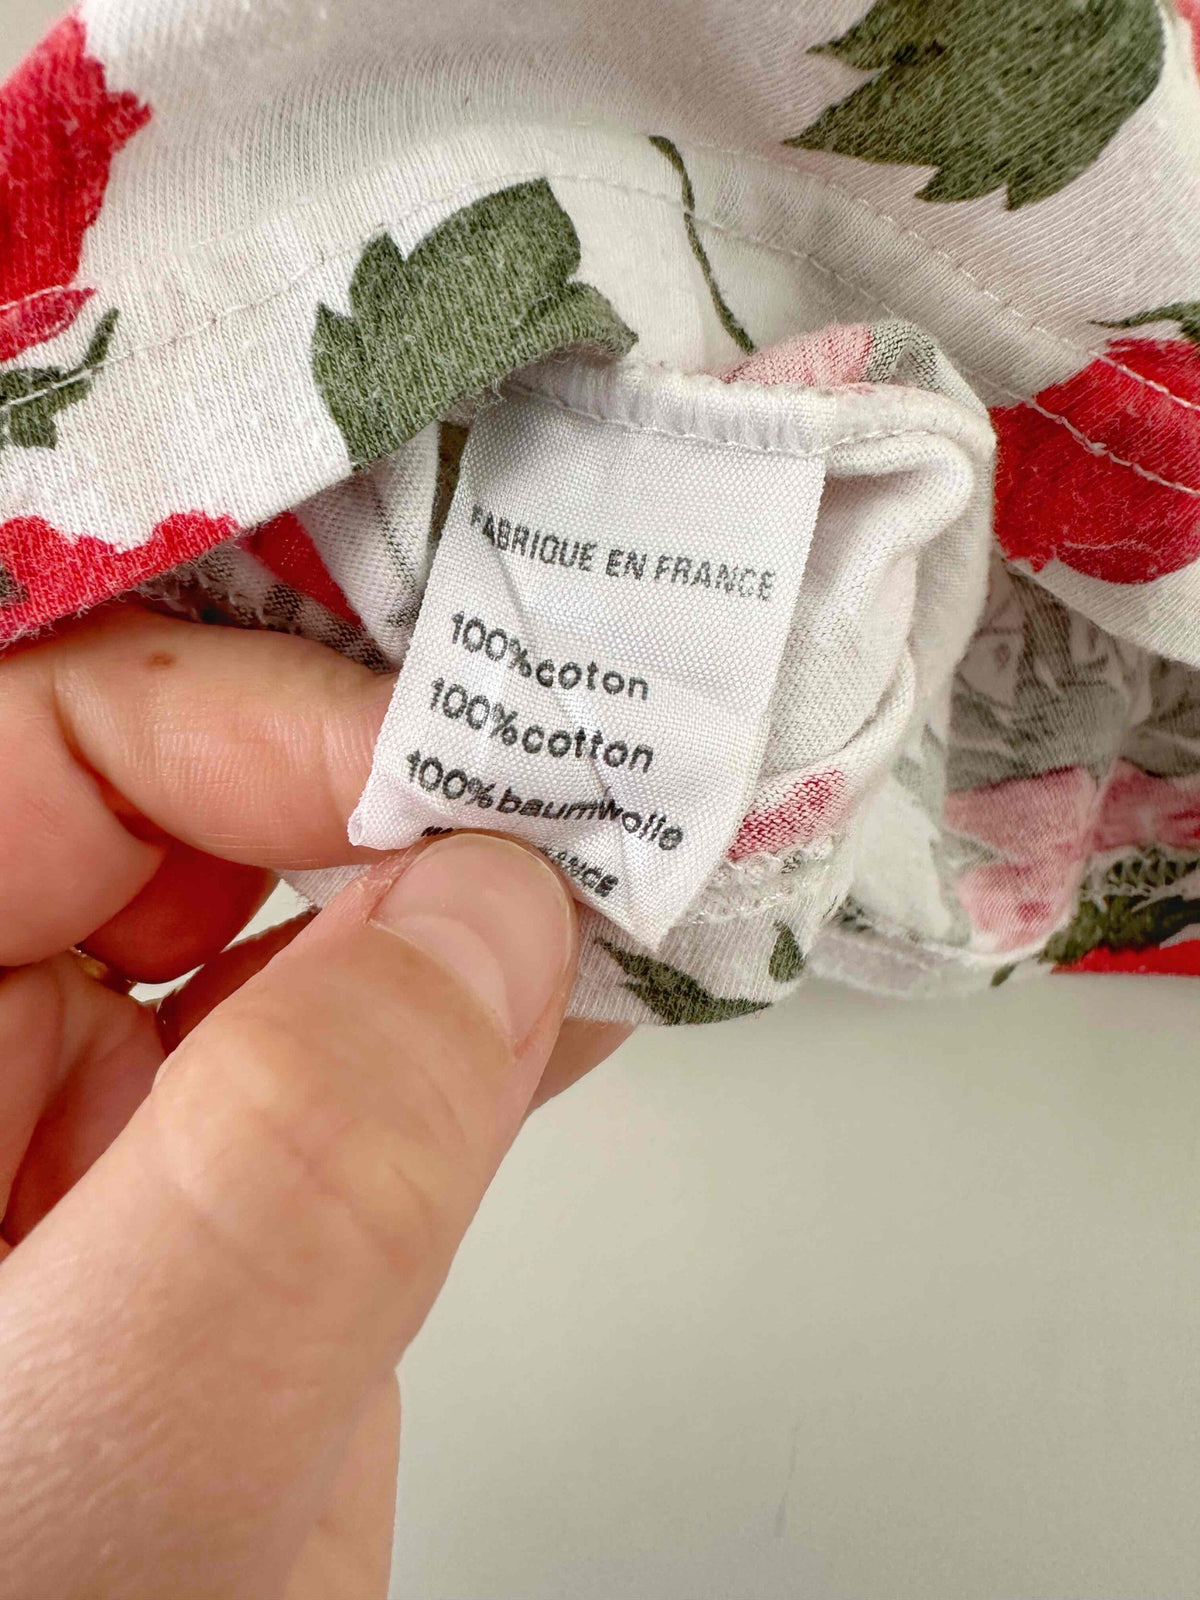 FABRIQUE EN FRANCE
100%coton
100%cotton
100%baumwolle